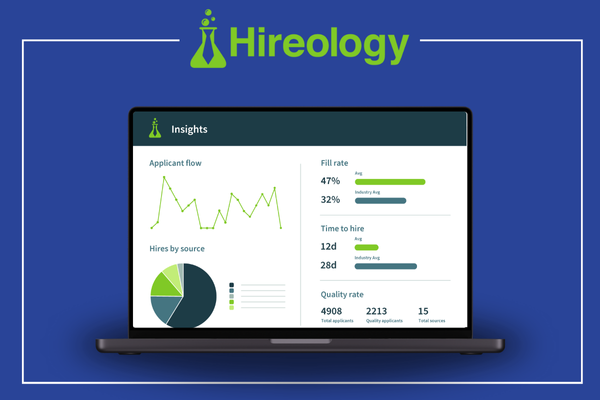 Hireology
Insights
Applicant flow
Hires by source
Fill rate
Avg
47%
Industry Avg
32%
Time to hire
Avg
12d
Industry Avg
28d
Quality rate
4908
2213
15
Total applicants
Quality applicants
Total sources